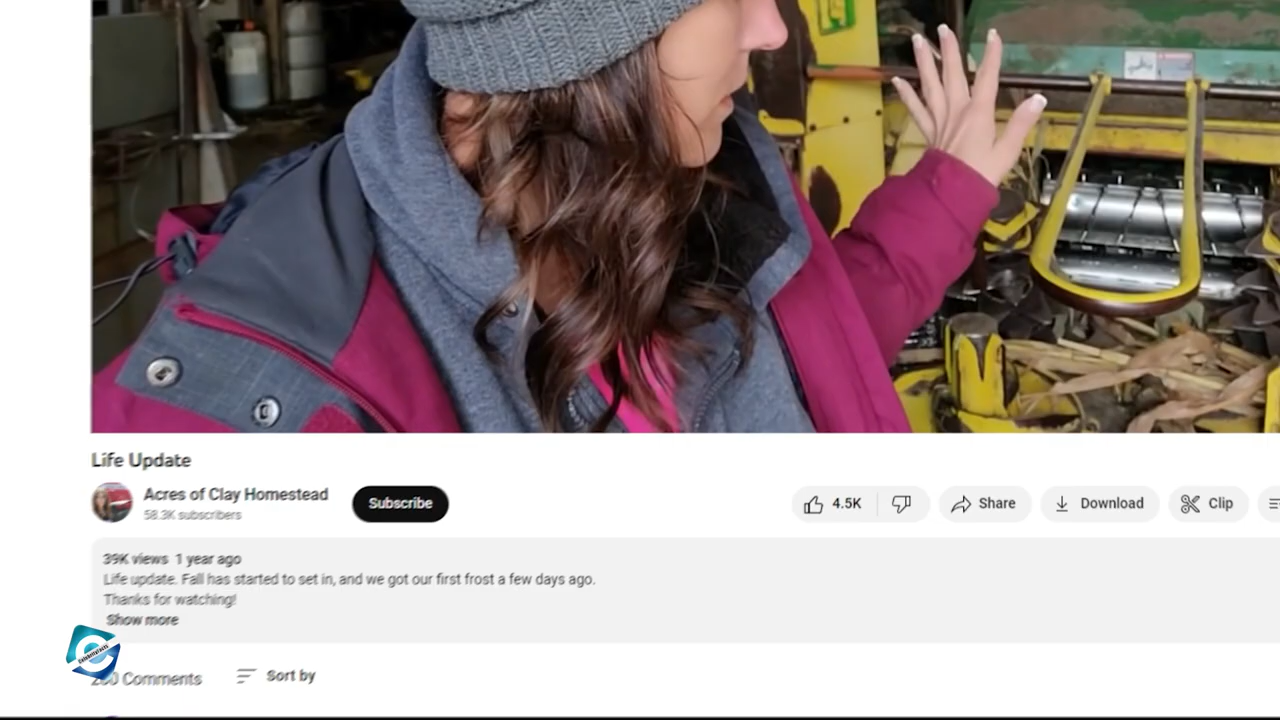 Life Update
Acres of Clay Homestead
58.3K subscribers
Subscribe
4.5K
Share
Download
Clip
39K views 1 year ago
Life update. Fall has started to set in, and we got our first frost a few days ago.
Thanks for watching!
Show more
Comments
Sort by